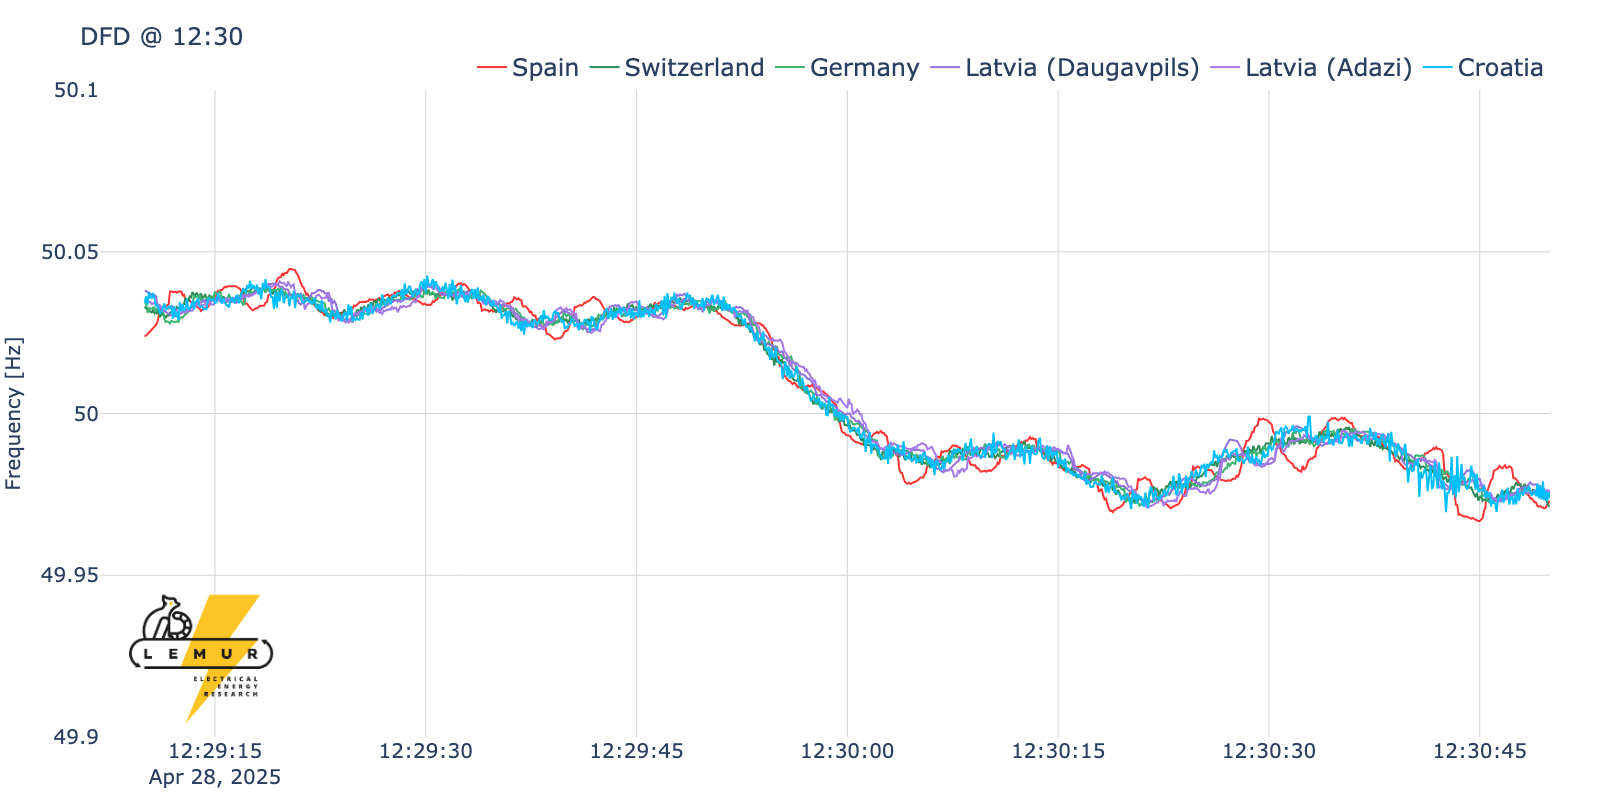 DFD @ 12:30
Spain Switzerland Germany Latvia (Daugavpils) Latvia (Adazi) Croatia
50.1
50.05
50
49.95
49.9
Frequency [Hz]
LEMUR
ELECTRICAL
ENERGY
RESEARCH
12:29:15 12:29:30 12:29:45 12:30:00 12:30:15 12:30:30 12:30:45
Apr 28, 2025